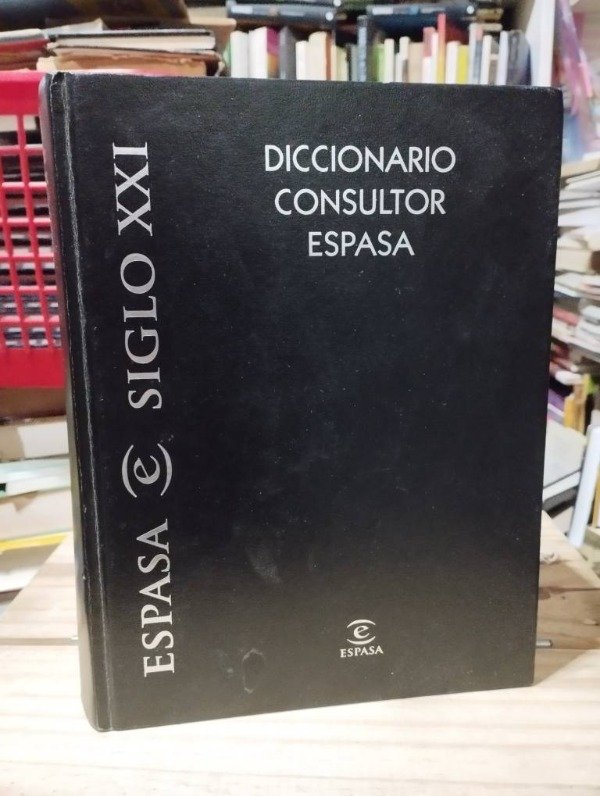 DICCIONARIO
CONSULTOR
ESPASA
ESPASA e SIGLO XXI
e
ESPASA